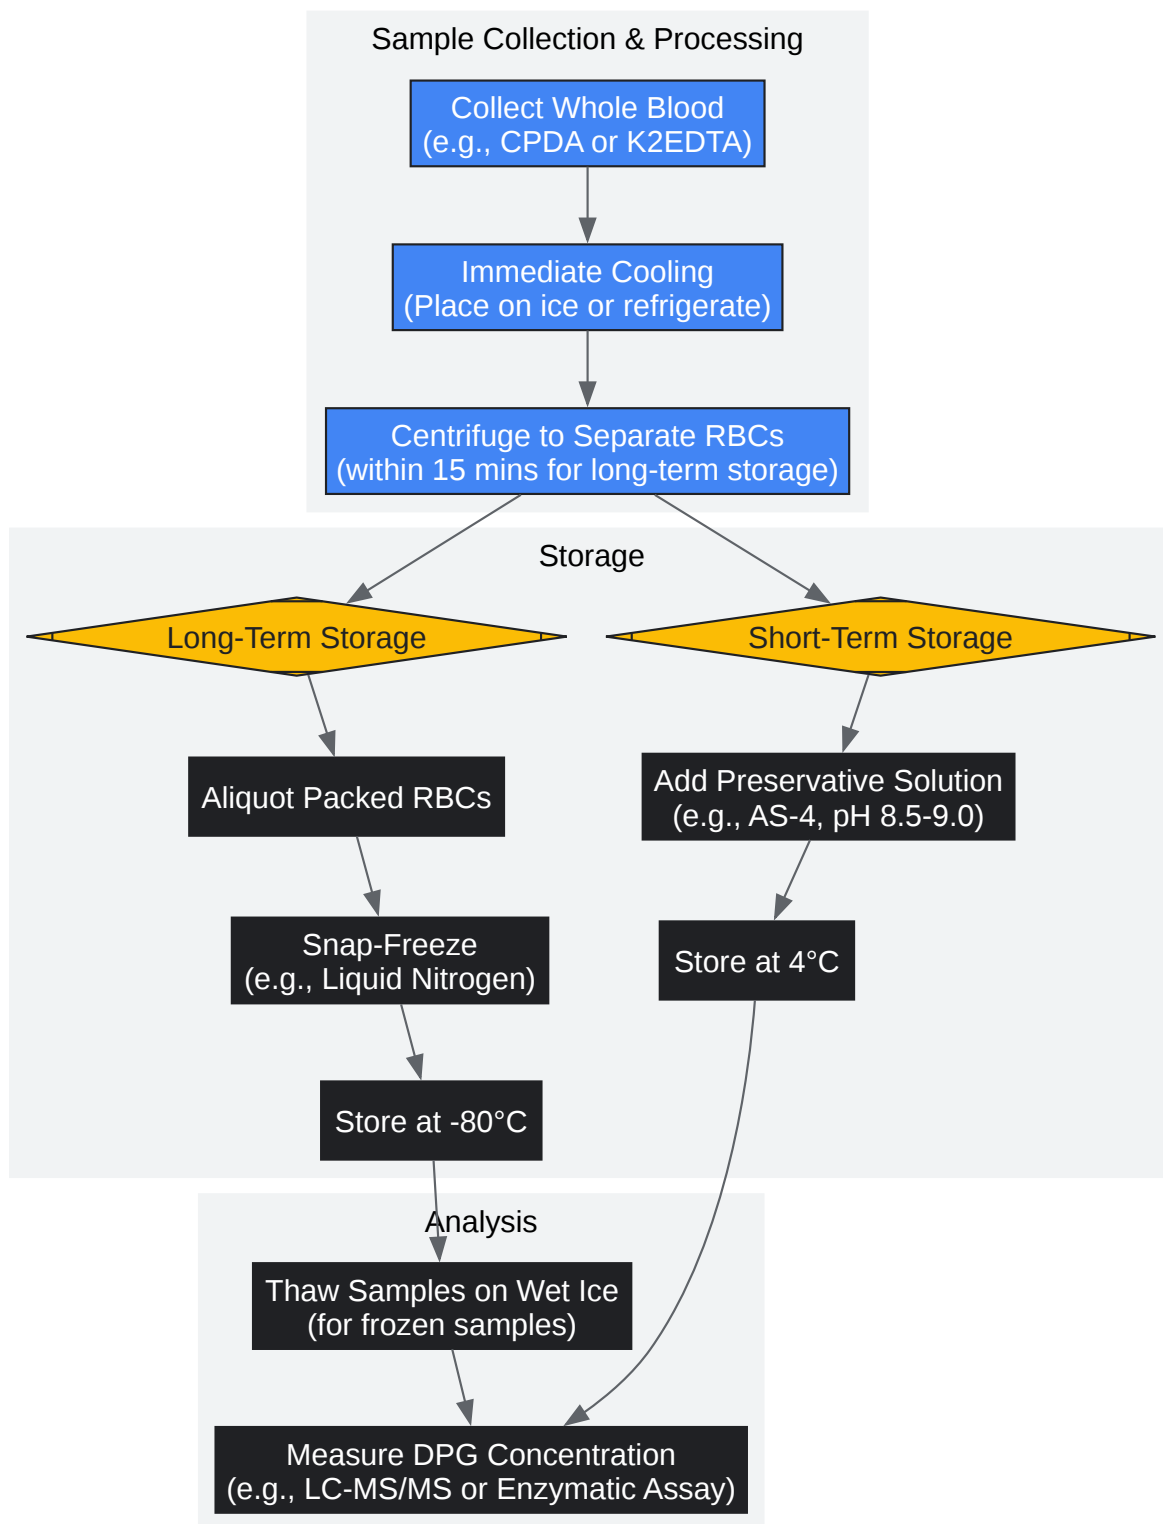 Sample Collection & Processing
Collect Whole Blood
(e.g., CPDA or K2EDTA)
Immediate Cooling
(Place on ice or refrigerate)
Centrifuge to Separate RBCs
(within 15 mins for long-term storage)
Storage
Long-Term Storage
Short-Term Storage
Aliquot Packed RBCs
Add Preservative Solution
(e.g., AS-4, pH 8.5-9.0)
Snap-Freeze
(e.g., Liquid Nitrogen)
Store at 4°C
Store at -80°C
Analysis
Thaw Samples on Wet Ice
(for frozen samples)
Measure DPG Concentration
(e.g., LC-MS/MS or Enzymatic Assay)